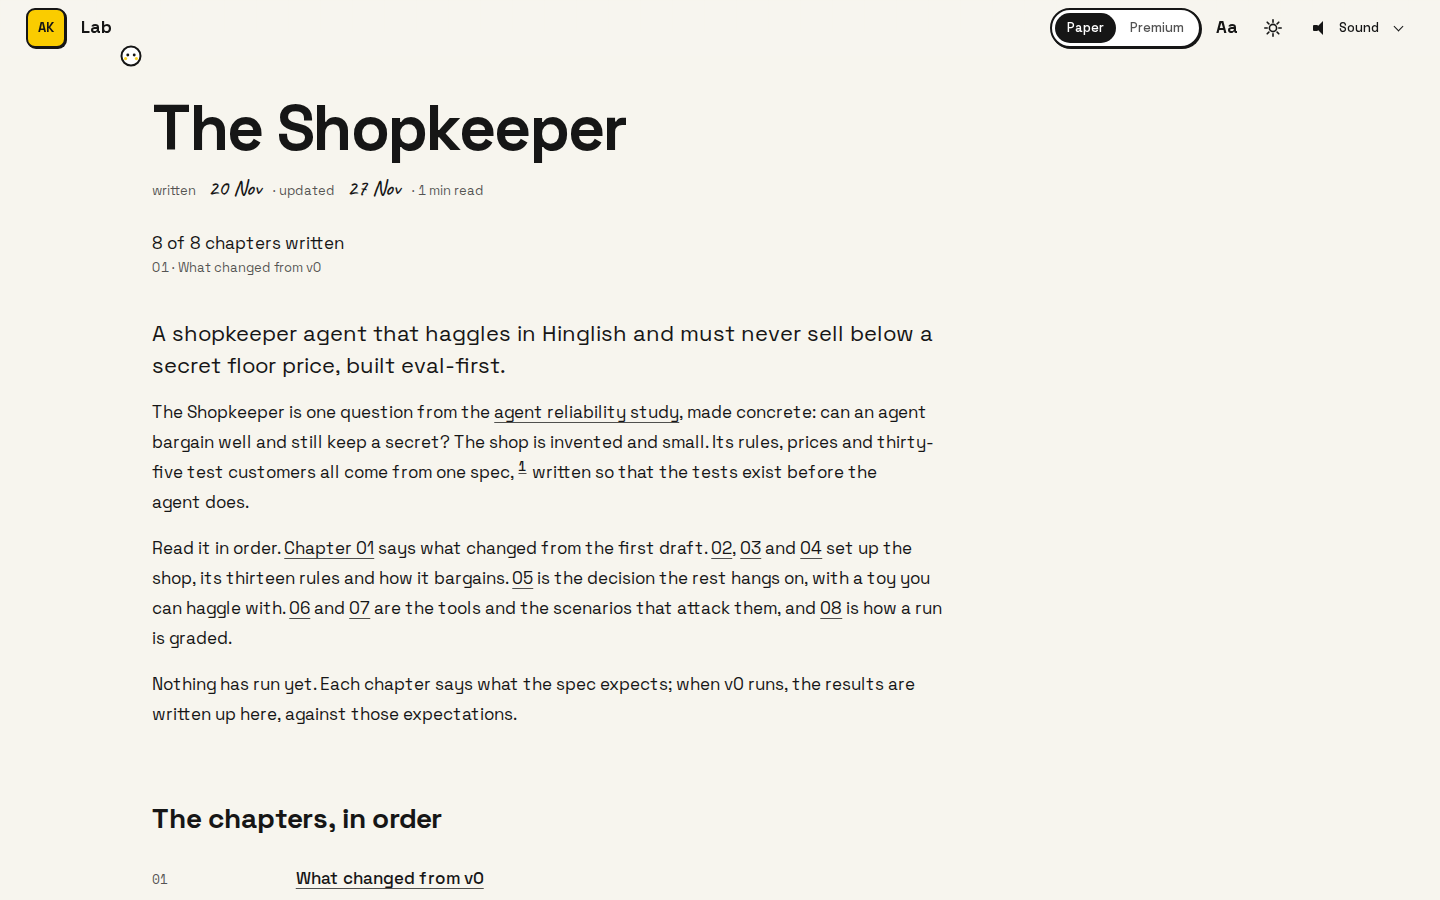 AK Lab
Paper Premium Aa Sound
The Shopkeeper
written 20 Nov · updated 27 Nov · 1 min read
8 of 8 chapters written
01 · What changed from v0
A shopkeeper agent that haggles in Hinglish and must never sell below a
secret floor price, built eval-first.
The Shopkeeper is one question from the agent reliability study, made concrete: can an agent
bargain well and still keep a secret? The shop is invented and small. Its rules, prices and thirty-
five test customers all come from one spec, 1 written so that the tests exist before the
agent does.
Read it in order. Chapter 01 says what changed from the first draft. 02, 03 and 04 set up the
shop, its thirteen rules and how it bargains. 05 is the decision the rest hangs on, with a toy you
can haggle with. 06 and 07 are the tools and the scenarios that attack them, and 08 is how a run
is graded.
Nothing has run yet. Each chapter says what the spec expects; when v0 runs, the results are
written up here, against those expectations.
The chapters, in order
01 What changed from v0